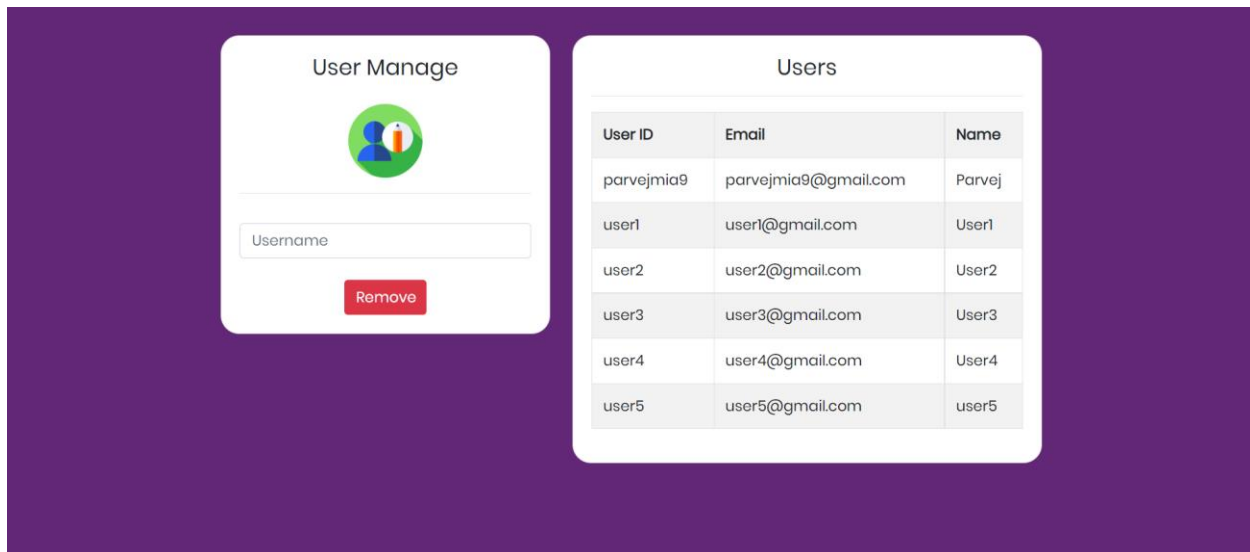 User Manage
Username
Remove
Users
User ID Email Name
parvejmia9 parvejmia9@gmail.com Parvej
user1 user1@gmail.com User1
user2 user2@gmail.com User2
user3 user3@gmail.com User3
user4 user4@gmail.com User4
user5 user5@gmail.com user5